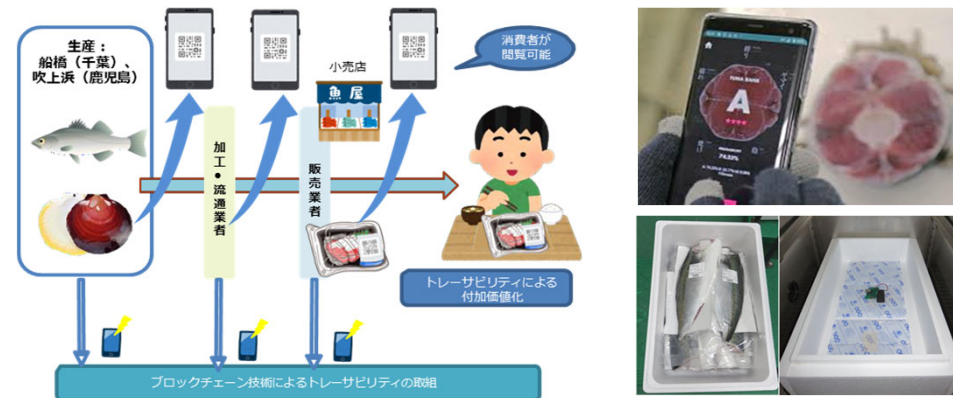 生産：
船橋（千葉）、
吹上浜（鹿児島）
加工・流通業者
小売店
魚屋
販売業者
消費者が
閲覧可能
トレーサビリティによる
付加価値化
ブロックチェーン技術によるトレーサビリティの取組
TUNA BANK
A
★★★★